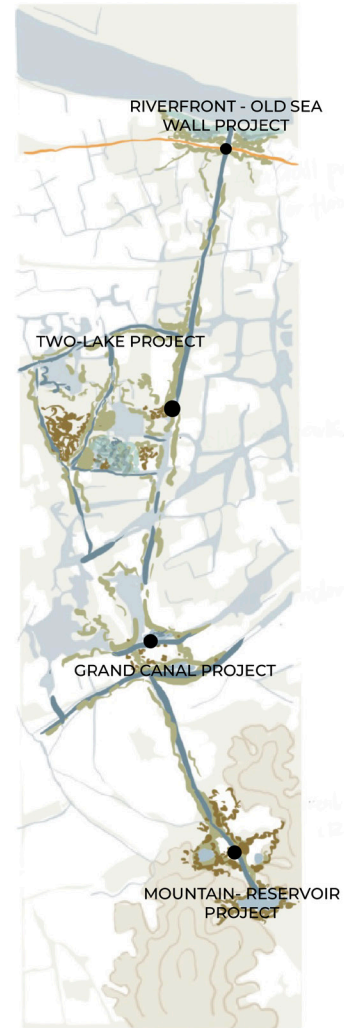 RIVERFRONT - OLD SEA
WALL PROJECT
TWO-LAKE PROJECT
GRAND CANAL PROJECT
MOUNTAIN- RESERVOIR
PROJECT